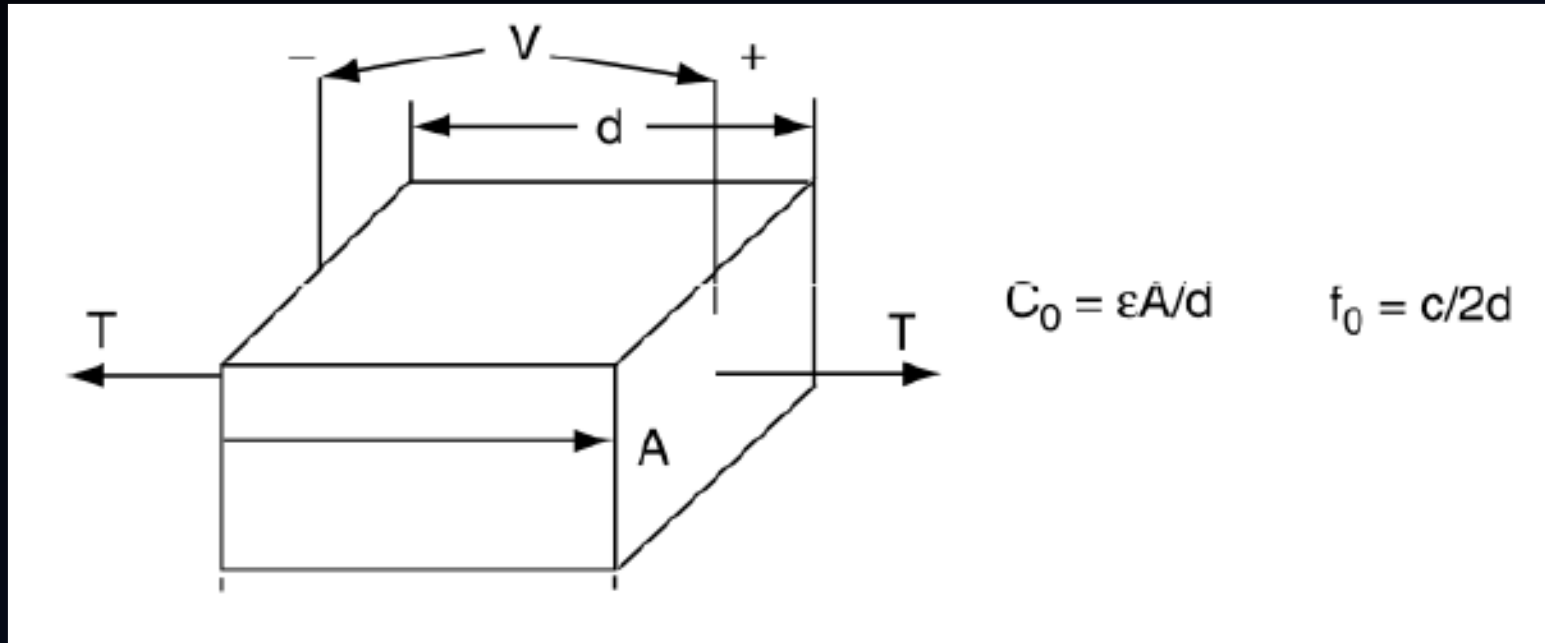 − V +
d
T T
A
C₀ = εA/d f₀ = c/2d